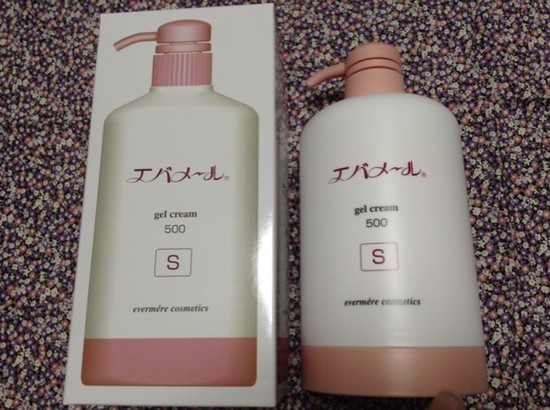 エバメール®
gel cream
500
S
evermére cosmetics
エバメール®
gel cream
500
S
evermére cosmetics